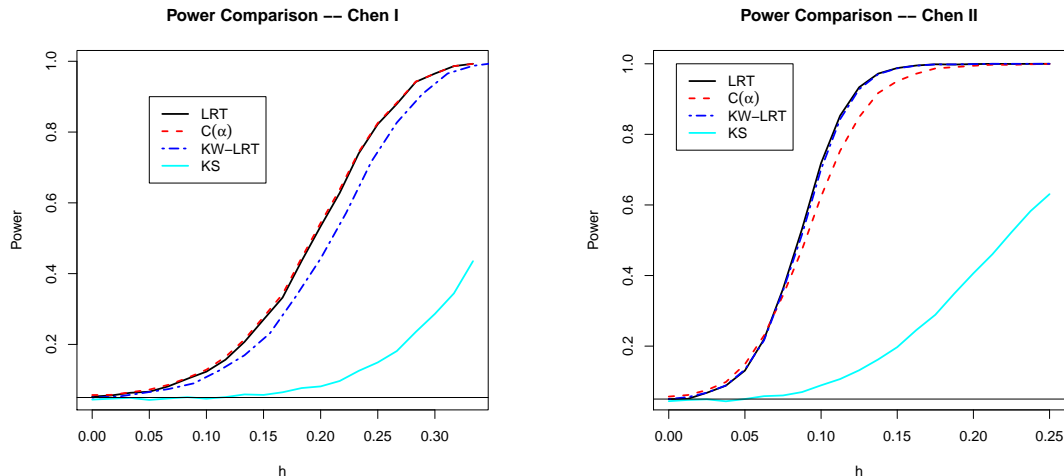 Power Comparison −− Chen I
Power
1.0
0.8
0.6
0.4
0.2
LRT
C(α)
KW−LRT
KS
0.00 0.05 0.10 0.15 0.20 0.25 0.30
h
Power Comparison −− Chen II
Power
1.0
0.8
0.6
0.4
0.2
LRT
C(α)
KW−LRT
KS
0.00 0.05 0.10 0.15 0.20 0.25
h